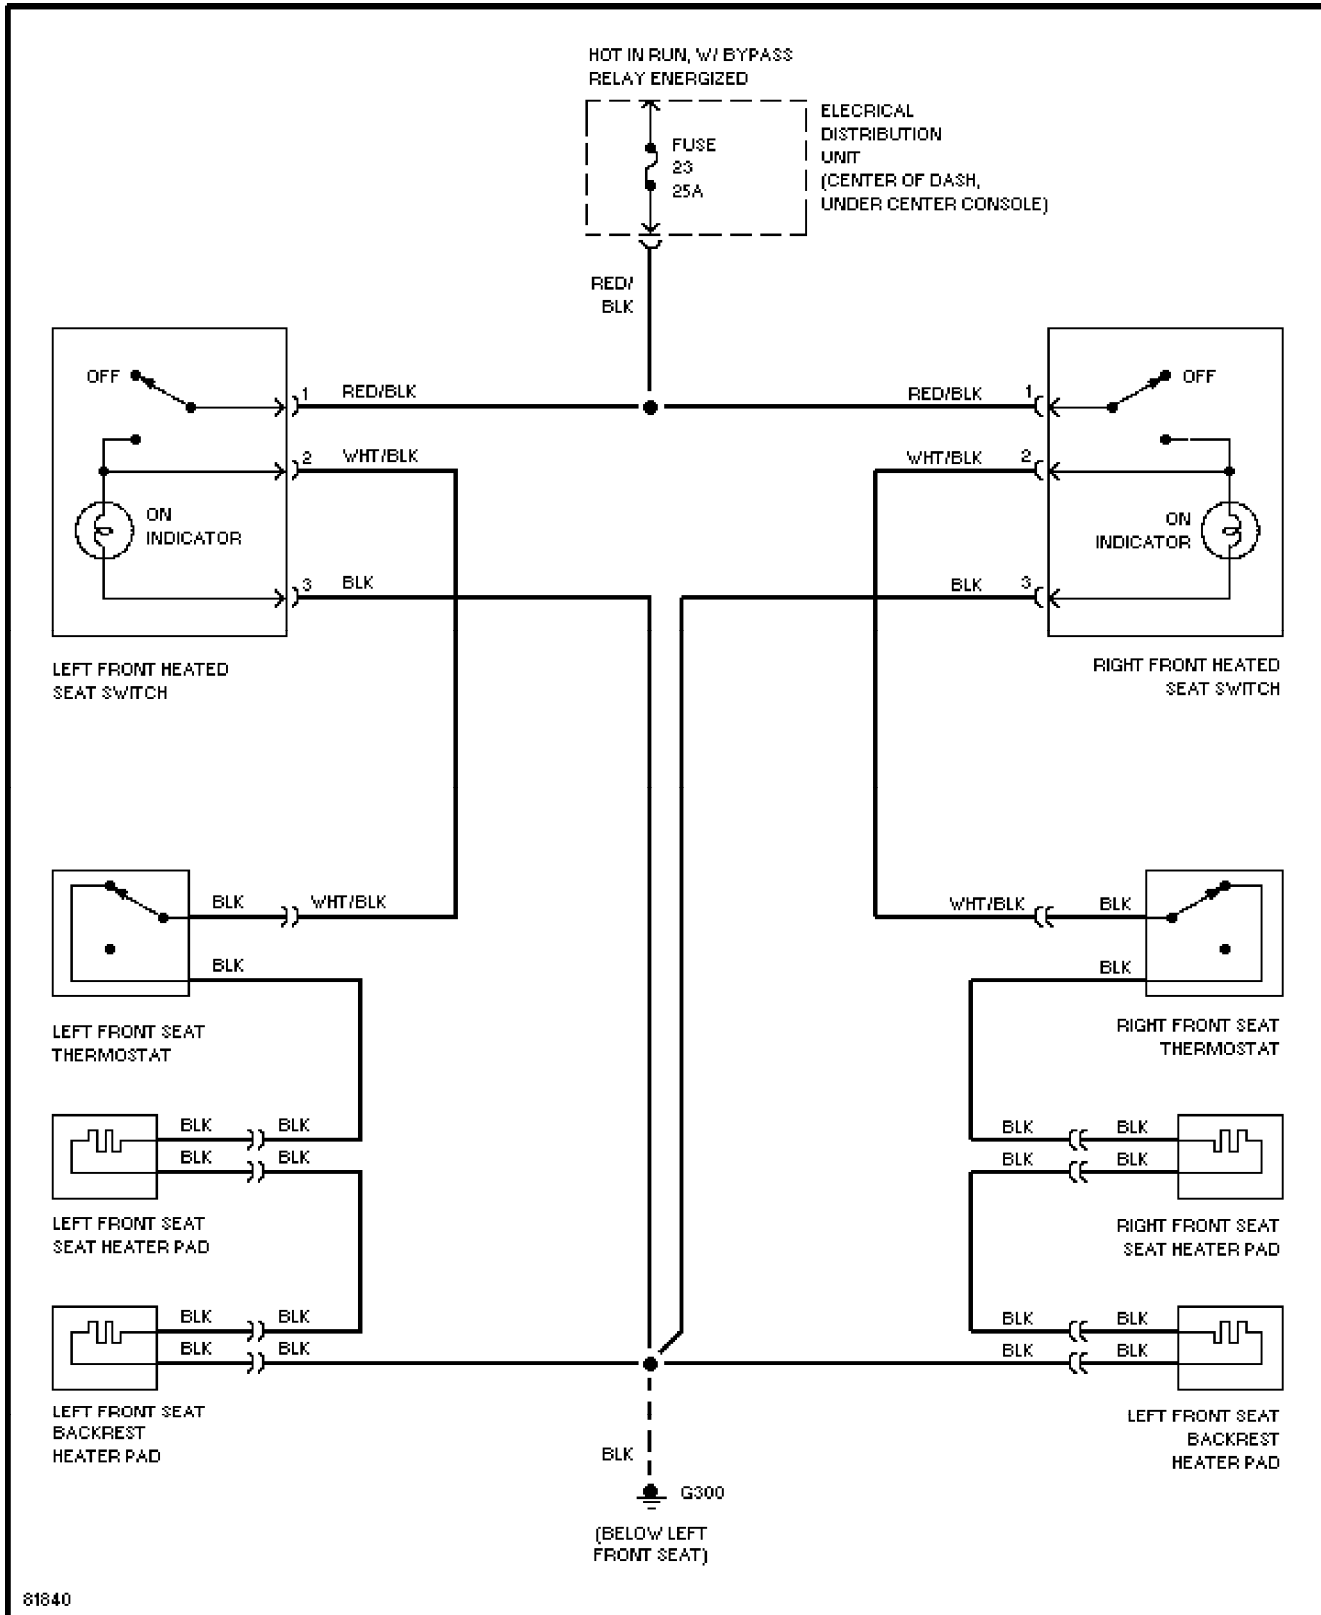 HOT IN RUN, W/ BYPASS
RELAY ENERGIZED
FUSE
23
25A
ELECRICAL
DISTRIBUTION
UNIT
(CENTER OF DASH,
UNDER CENTER CONSOLE)
RED/
BLK
OFF
1 RED/BLK
2 WHT/BLK
ON
INDICATOR
3 BLK
LEFT FRONT HEATED
SEAT SWITCH
RED/BLK 1
OFF
WHT/BLK 2
ON
INDICATOR
BLK 3
RIGHT FRONT HEATED
SEAT SWITCH
BLK WHT/BLK
BLK
LEFT FRONT SEAT
THERMOSTAT
WHT/BLK BLK
BLK
RIGHT FRONT SEAT
THERMOSTAT
BLK BLK
BLK BLK
LEFT FRONT SEAT
SEAT HEATER PAD
BLK BLK
BLK BLK
RIGHT FRONT SEAT
SEAT HEATER PAD
BLK BLK
BLK BLK
LEFT FRONT SEAT
BACKREST
HEATER PAD
BLK BLK
BLK BLK
LEFT FRONT SEAT
BACKREST
HEATER PAD
BLK
G300
(BELOW LEFT
FRONT SEAT)
81840